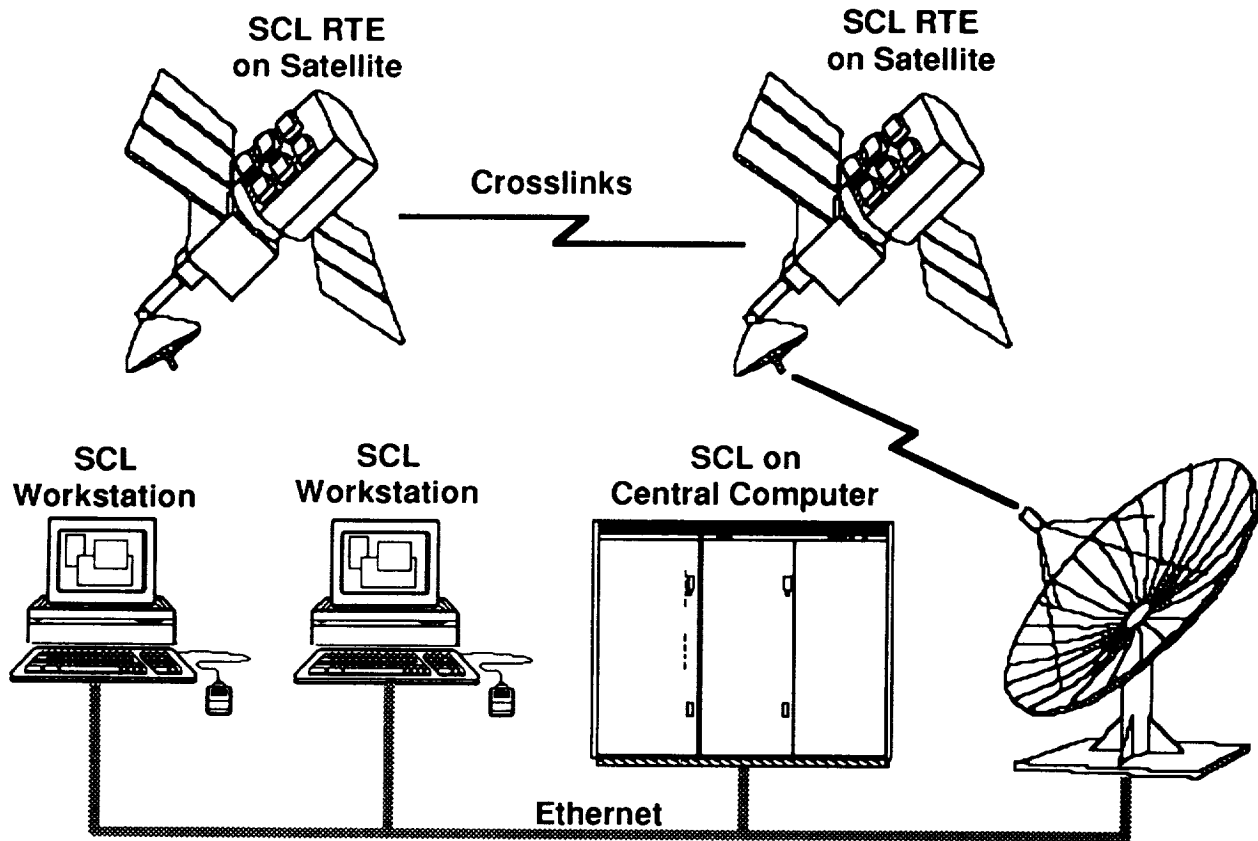 SCL RTE
on Satellite
SCL RTE
on Satellite
Crosslinks
SCL
Workstation
SCL
Workstation
SCL on
Central Computer
Ethernet